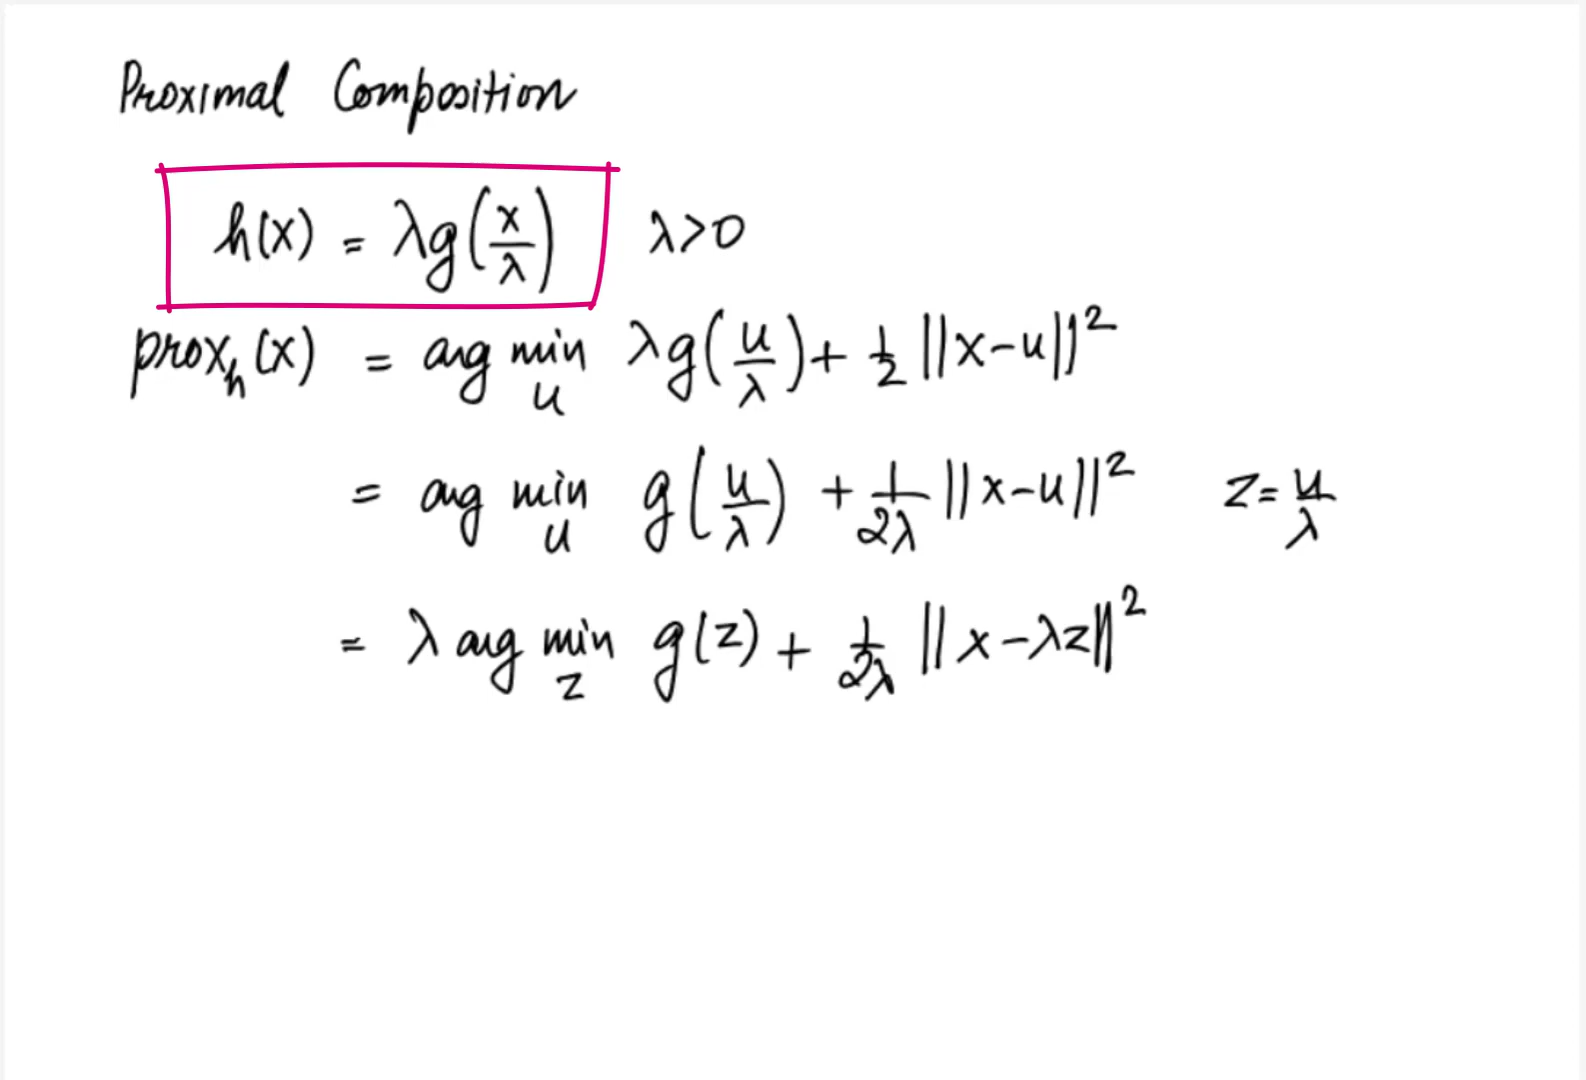 Proximal Composition
h(x) = λg(x/λ)   λ>0
prox_h(x) = arg min_u λg(u/λ) + 1/2 ||x-u||²
= arg min_u g(u/λ) + 1/2λ ||x-u||²   z = u/λ
= λ arg min_z g(z) + 1/2λ ||x-λz||²